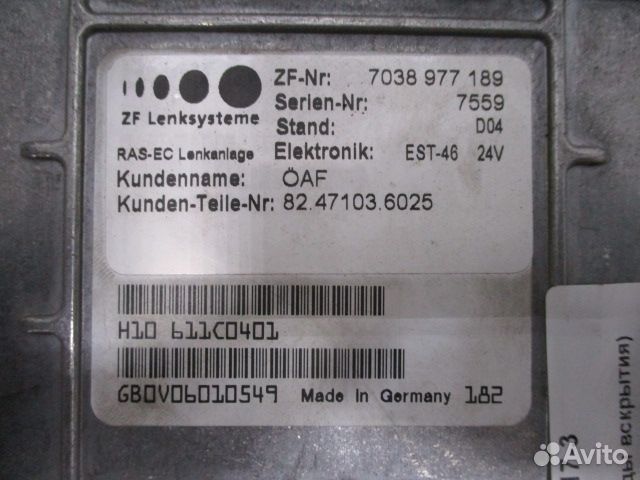 ZF Lenksysteme
ZF-Nr: 7038 977 189
Serien-Nr: 7559
Stand: D04
RAS-EC Lenkanlage Elektronik: EST-46 24V
Kundenname: ÖAF
Kunden-Teile-Nr: 82.47103.6025
H10 611C0401
GB0V06010549 Made in Germany 182
вскрытия)
Avito